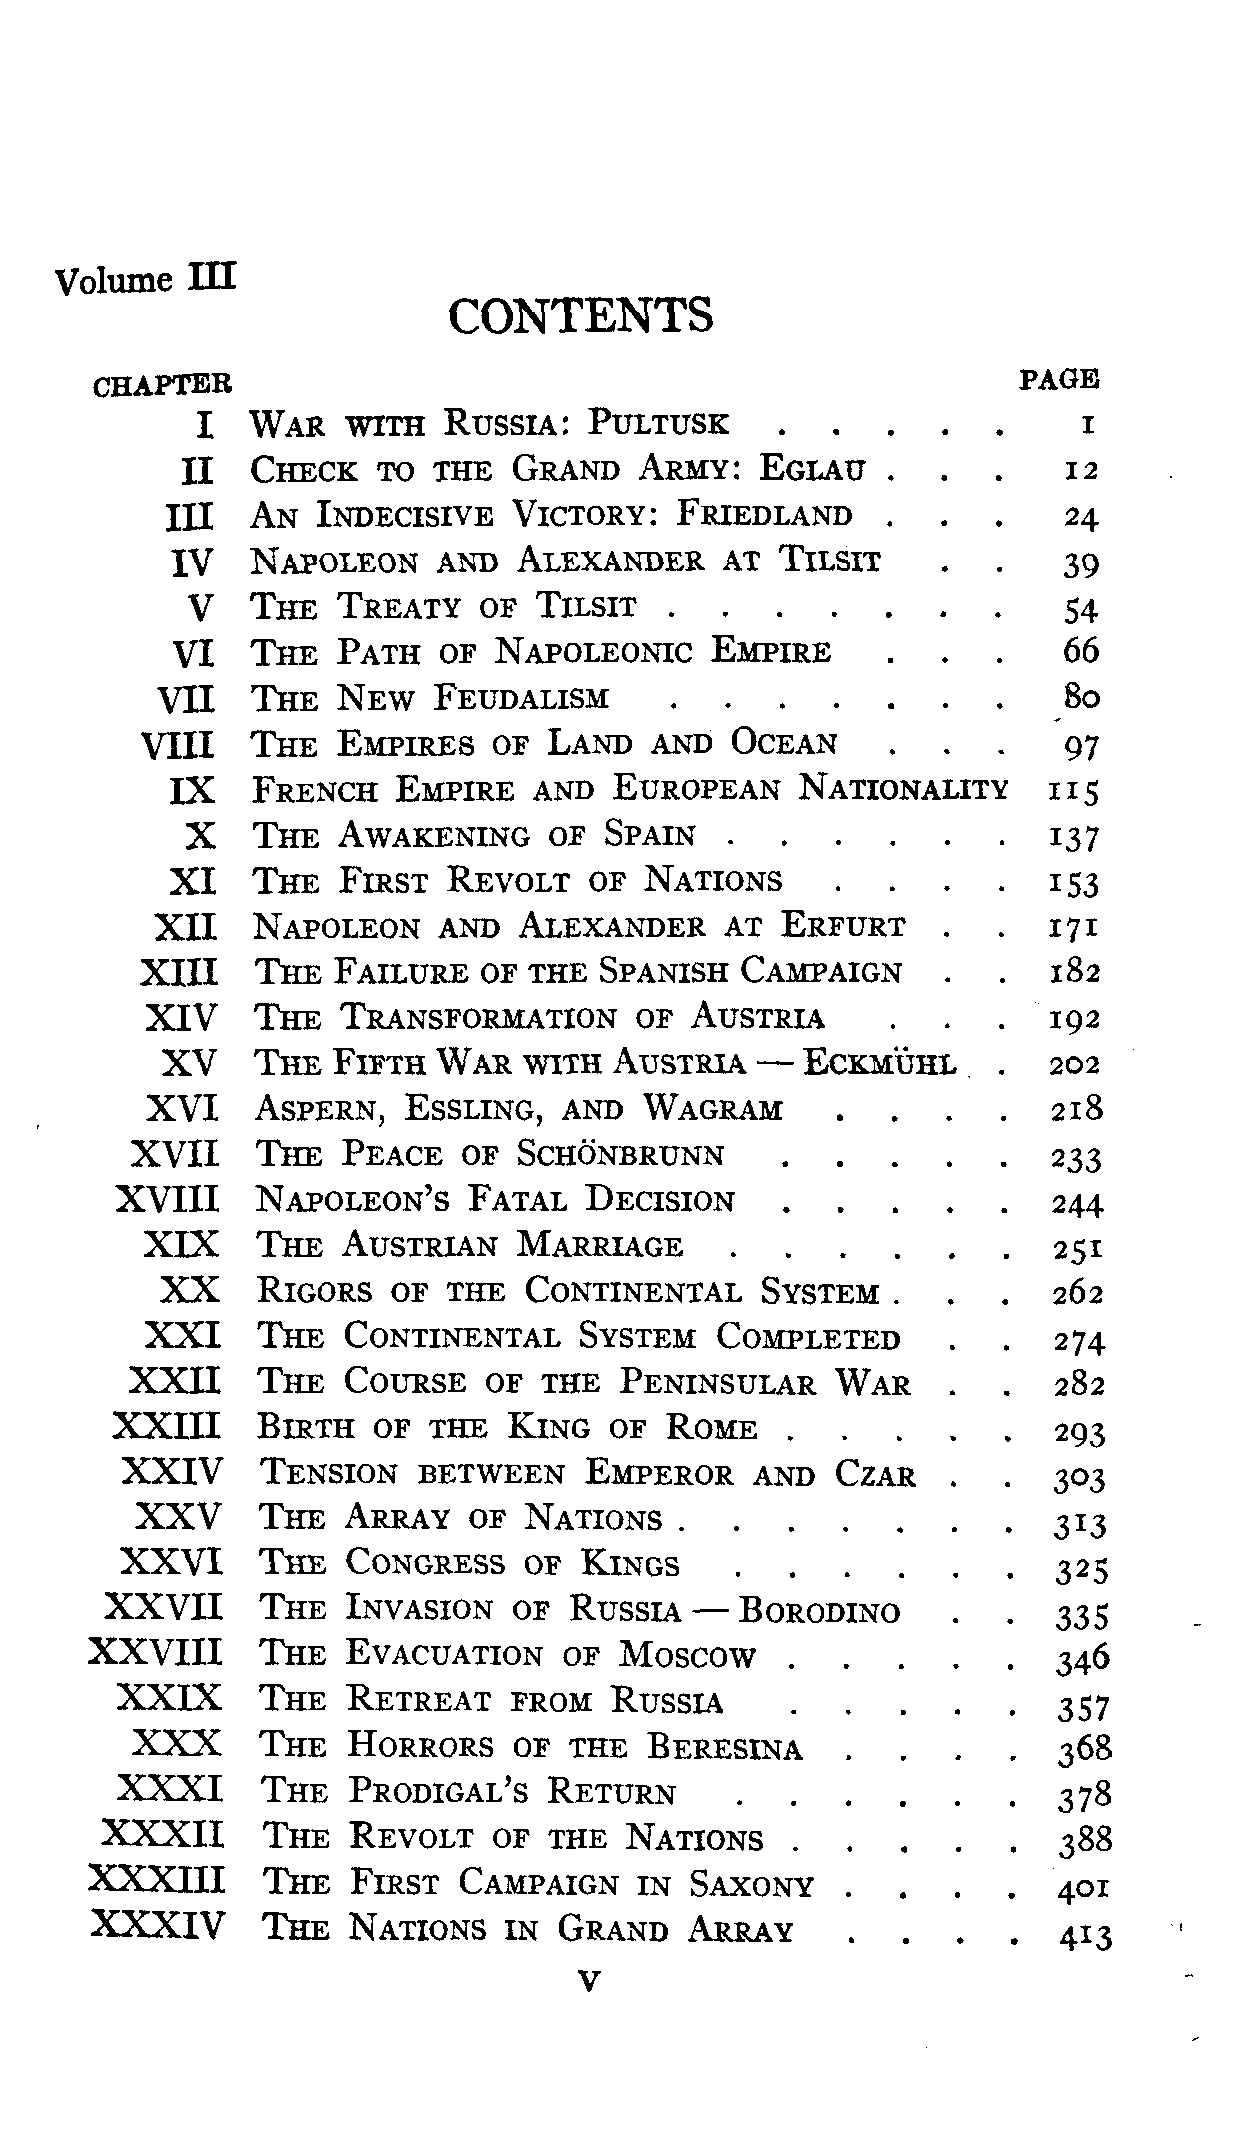 Volume III
CONTENTS
CHAPTER PAGE
I War with Russia: Pultusk . . . . . 1
II Check to the Grand Army: Eglau . . . 12
III An Indecisive Victory: Friedland . . . 24
IV Napoleon and Alexander at Tilsit . . 39
V The Treaty of Tilsit . . . . . . . 54
VI The Path of Napoleonic Empire . . . 66
VII The New Feudalism . . . . . . . 80
VIII The Empires of Land and Ocean . . . 97
IX French Empire and European Nationality 115
X The Awakening of Spain . . . . . . 137
XI The First Revolt of Nations . . . . 153
XII Napoleon and Alexander at Erfurt . . 171
XIII The Failure of the Spanish Campaign . . 182
XIV The Transformation of Austria . . . 192
XV The Fifth War with Austria — Eckmühl . . 202
XVI Aspern, Essling, and Wagram . . . . 218
XVII The Peace of Schönbrunn . . . . . 233
XVIII Napoleon's Fatal Decision . . . . . 244
XIX The Austrian Marriage . . . . . . 251
XX Rigors of the Continental System . . . 262
XXI The Continental System Completed . . 274
XXII The Course of the Peninsular War . . 282
XXIII Birth of the King of Rome . . . . . 293
XXIV Tension between Emperor and Czar . . 303
XXV The Array of Nations . . . . . . . 313
XXVI The Congress of Kings . . . . . . 325
XXVII The Invasion of Russia — Borodino . . 335
XXVIII The Evacuation of Moscow . . . . . 346
XXIX The Retreat from Russia . . . . . 357
XXX The Horrors of the Beresina . . . . 368
XXXI The Prodigal's Return . . . . . . 378
XXXII The Revolt of the Nations . . . . . 388
XXXIII The First Campaign in Saxony . . . . 401
XXXIV The Nations in Grand Array . . . . 413
v